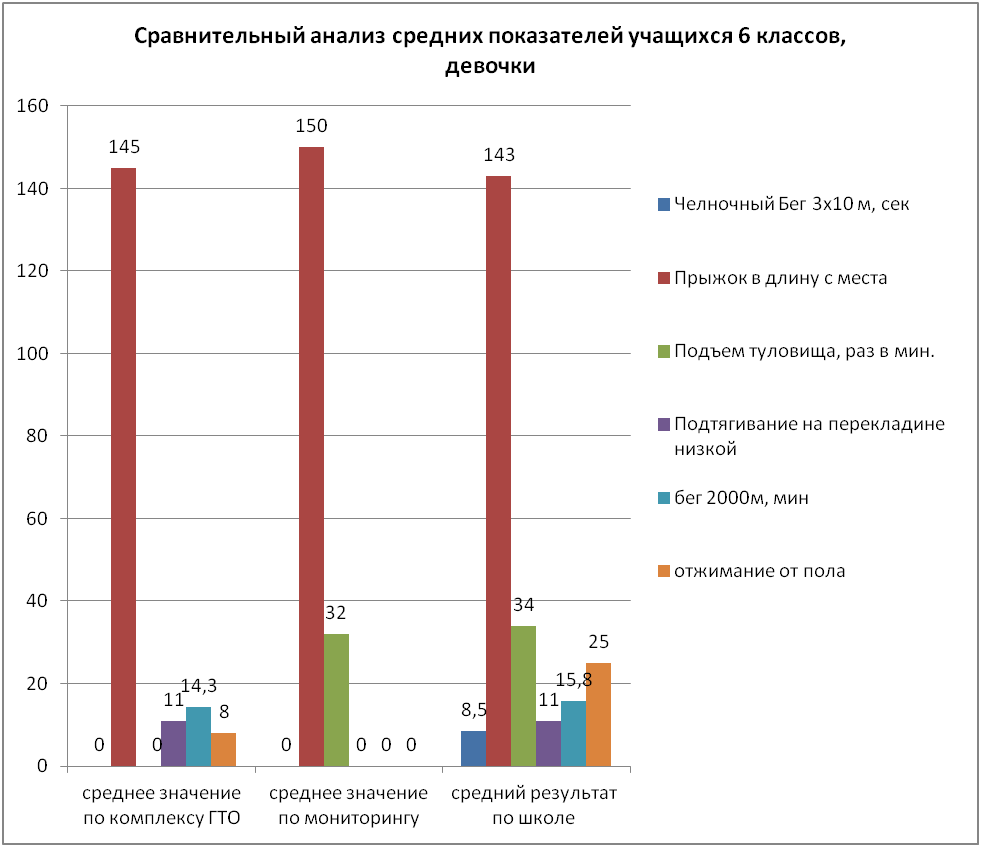 Сравнительный анализ средних показателей учащихся 6 классов,
девочки
160
140
120
100
80
60
40
20
0
0
145
0
11
14,3
8
0
150
32
0
0
0
8,5
143
34
11
15,8
25
среднее значение
по комплексу ГТО
среднее значение
по мониторингу
средний результат
по школе
Челночный Бег 3х10 м, сек
Прыжок в длину с места
Подъем туловища, раз в мин.
Подтягивание на перекладине
низкой
бег 2000м, мин
отжимание от пола